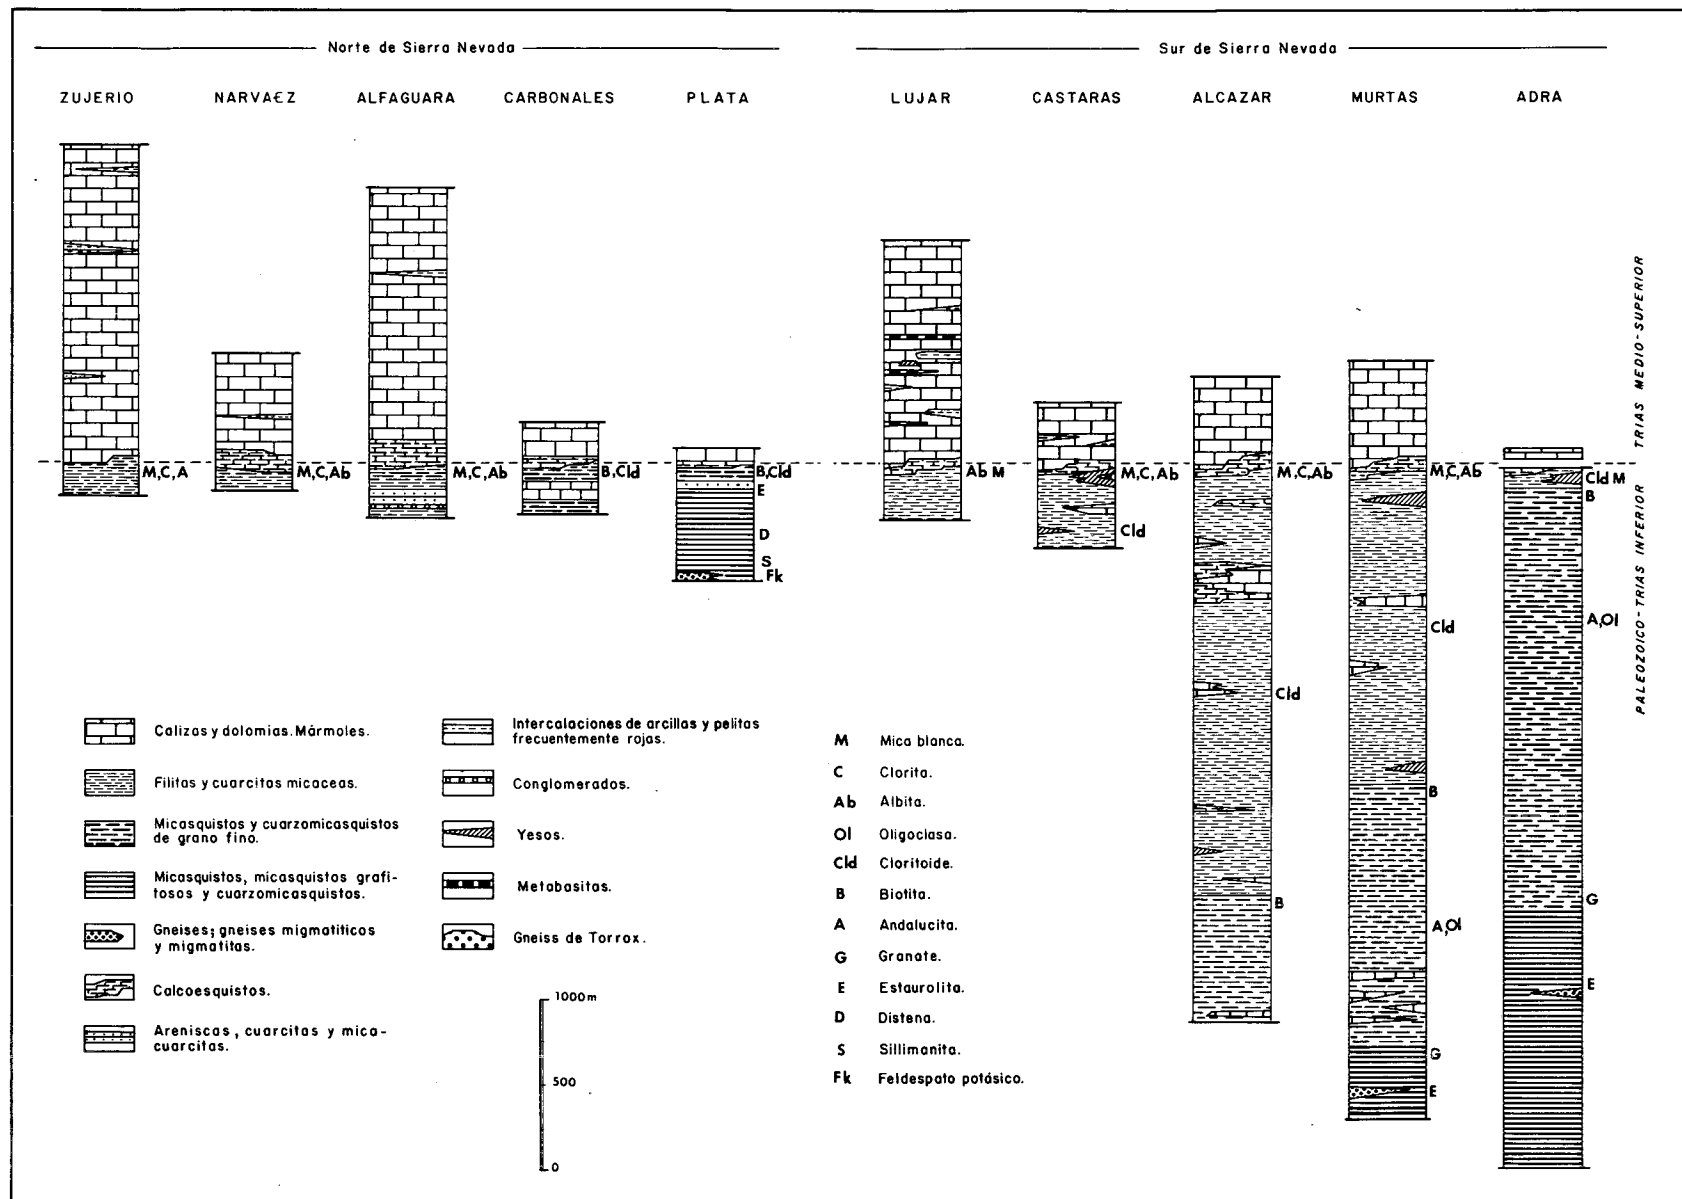 Norte de Sierra Nevada
Sur de Sierra Nevada
ZUJERIO
NARVAEZ
ALFAGUARA
CARBONALES
PLATA
LUJAR
CASTARAS
ALCAZAR
MURTAS
ADRA
M,C,A
M,C,Ab
M,C,Ab
B,Cld
B,Cld
E
D
S
Fk
Ab M
M,C,Ab
Cld
M,C,Ab
Cld
B
M,C,Ab
Cld
B
A,Ol
G
E
Cld M
B
A,Ol
G
E
TRIAS MEDIO-SUPERIOR
PALEOZOICO-TRIAS INFERIOR
Calizas y dolomias. Mármoles.
Filitas y cuarcitas micaceas.
Micasquistos y cuarzomicasquistos
de grano fino.
Micasquistos, micasquistos grafi-
tosos y cuarzomicasquistos.
Gneises; gneises migmatiticos
y migmatitas.
Calcoesquistos.
Areniscas, cuarcitas y mica-
cuarcitas.
Intercalaciones de arcillas y pelitas
frecuentemente rojas.
Conglomerados.
Yesos.
Metabasitas.
Gneiss de Torrox.
1000m
500
0
M Mica blanca.
C Clorita.
Ab Albita.
Ol Oligoclasa.
Cld Cloritoide.
B Biotita.
A Andalucita.
G Granate.
E Estaurolita.
D Distena.
S Sillimanita.
Fk Feldespato potásico.